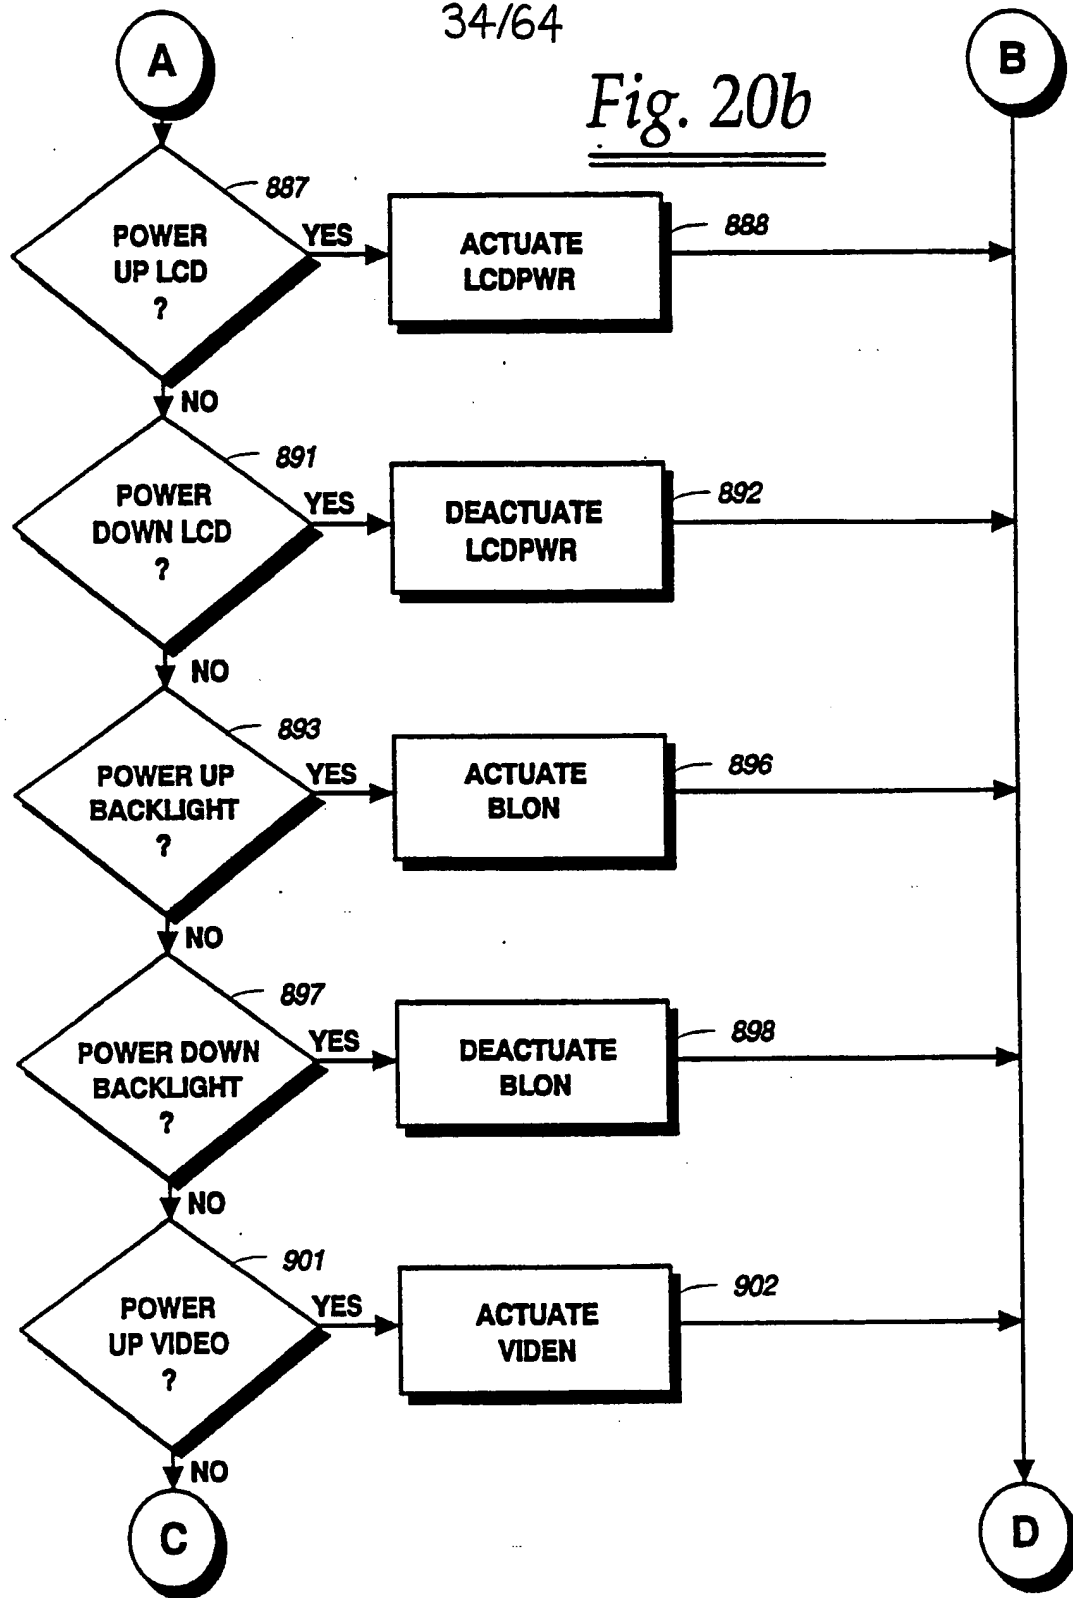 34/64
A
B
Fig. 20b
887
POWER
UP LCD
?
YES
ACTUATE
LCDPWR
888
NO
891
POWER
DOWN LCD
?
YES
DEACTUATE
LCDPWR
892
NO
893
POWER UP
BACKLIGHT
?
YES
ACTUATE
BLON
896
NO
897
POWER DOWN
BACKLIGHT
?
YES
DEACTUATE
BLON
898
NO
901
POWER
UP VIDEO
?
YES
ACTUATE
VIDEN
902
NO
C
D